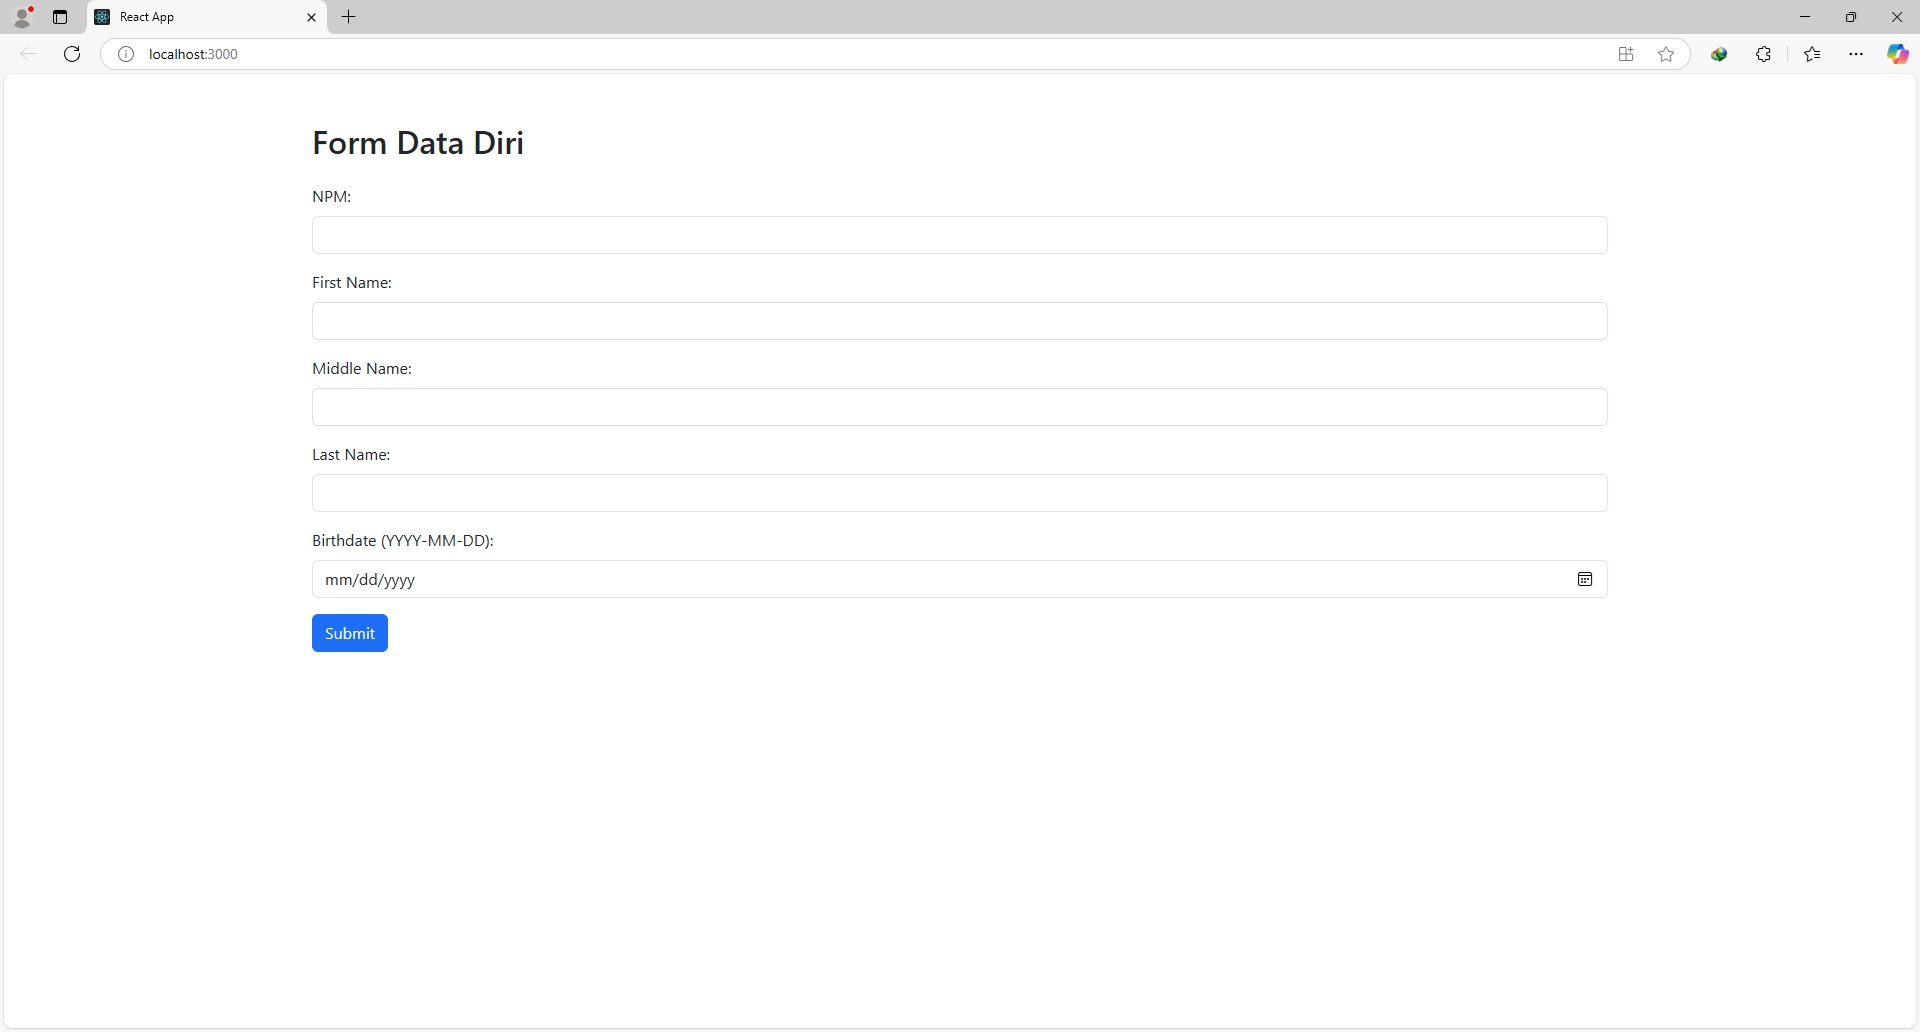 React App
localhost:3000
Form Data Diri
NPM:
First Name:
Middle Name:
Last Name:
Birthdate (YYYY-MM-DD):
mm/dd/yyyy
Submit